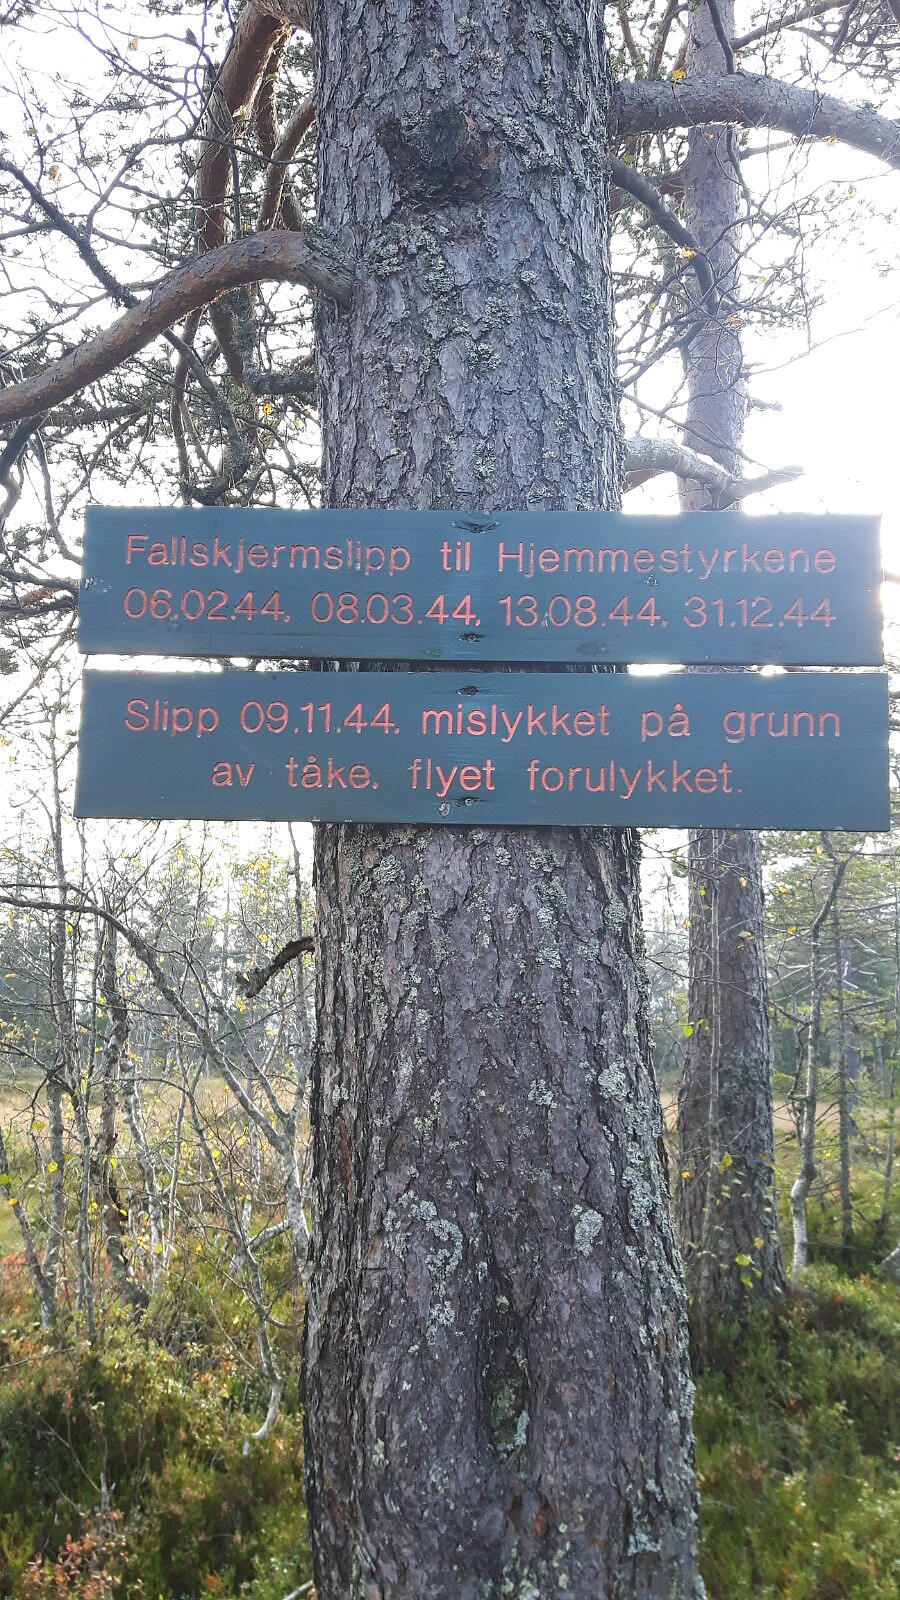 Fallskjermslipp til Hjemmestyrkene
06.02.44. 08.03.44. 13.08.44. 31.12.44
Slipp 09.11.44. mislykket på grunn
av tåke. flyet forulykket.